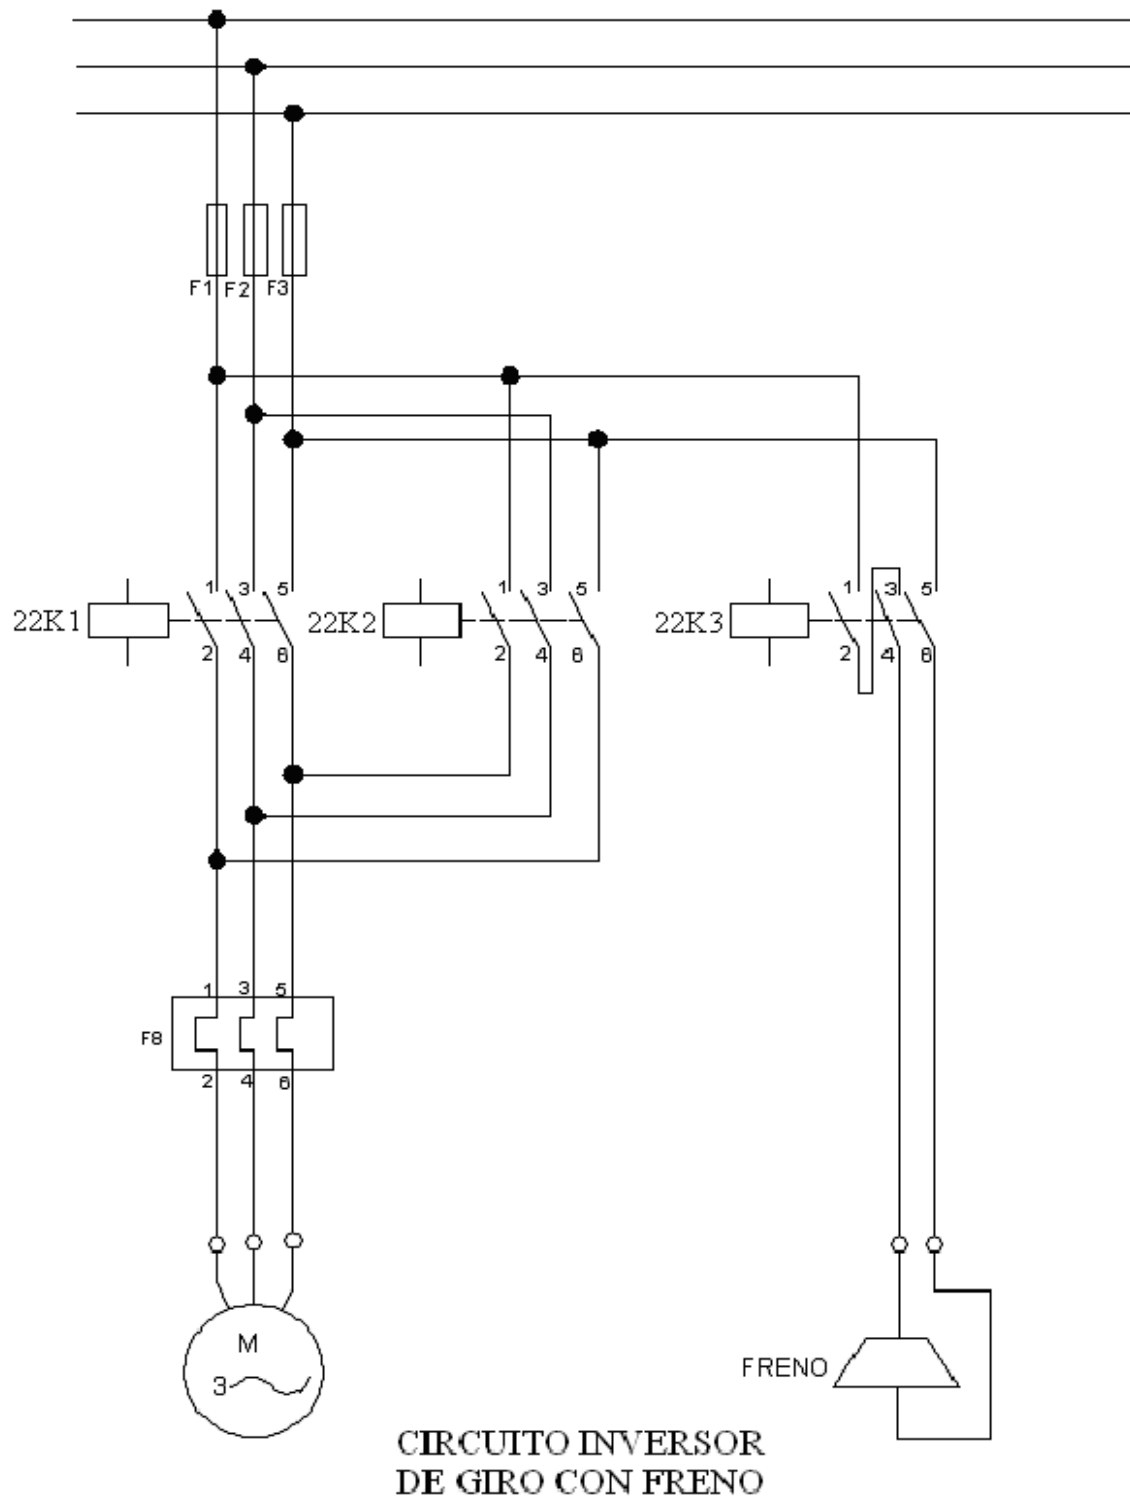 F1 F2 F3
1 3 5 1 3 5 1 3 5
22K1 22K2 22K3
2 4 6 2 4 6 2 4 6
1 3 5
F8
2 4 6
M
3
FRENO
CIRCUITO INVERSOR
DE GIRO CON FRENO